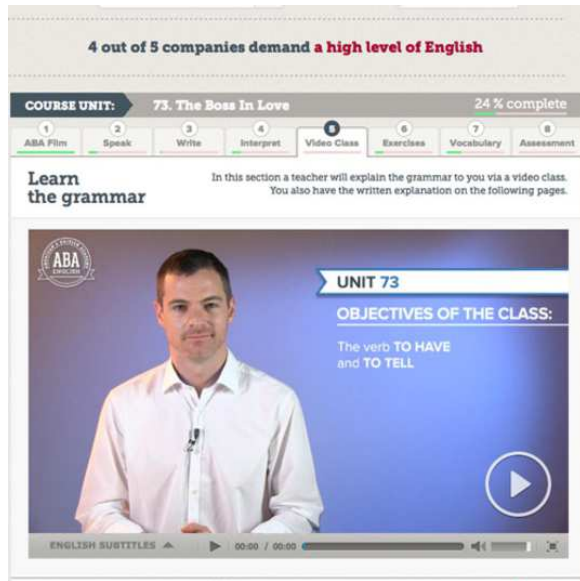 4 out of 5 companies demand a high level of English
COURSE UNIT: 73. The Boss In Love 24 % complete
1 2 3 4 5 6 7 8
ABA Film Speak Write Interpret Video Class Exercises Vocabulary Assessment
Learn
the grammar
In this section a teacher will explain the grammar to you via a video class.
You also have the written explanation on the following pages.
ABA
ENGLISH
UNIT 73
OBJECTIVES OF THE CLASS:
The verb TO HAVE
and TO TELL
ENGLISH SUBTITLES 00:00 / 00:00